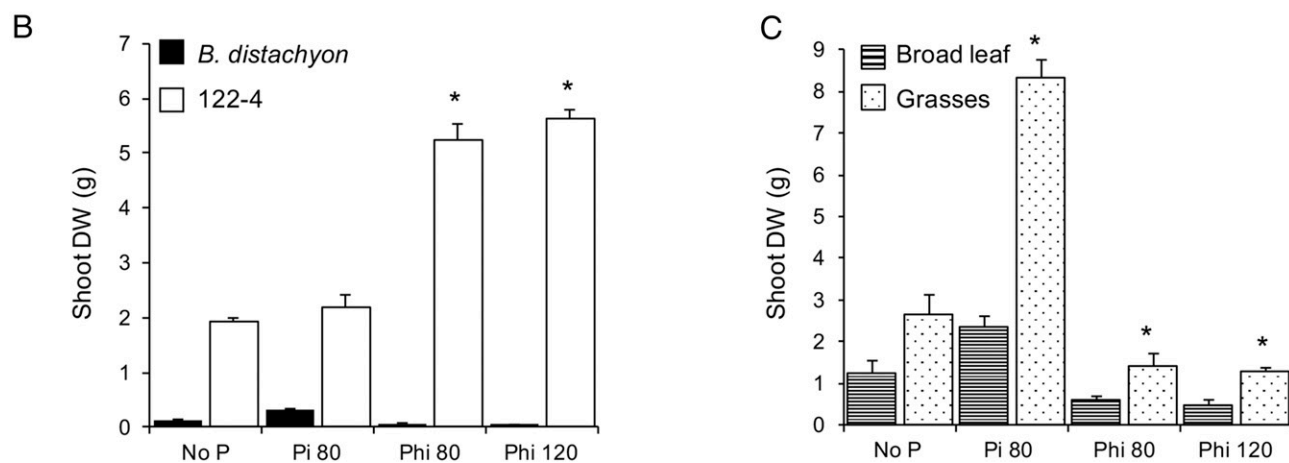 B
7
6
5
4
3
2
1
0
Shoot DW (g)
B. distachyon
122-4
*
*
No P
Pi 80
Phi 80
Phi 120
C
9
8
7
6
5
4
3
2
1
0
Shoot DW (g)
Broad leaf
Grasses
*
*
*
No P
Pi 80
Phi 80
Phi 120